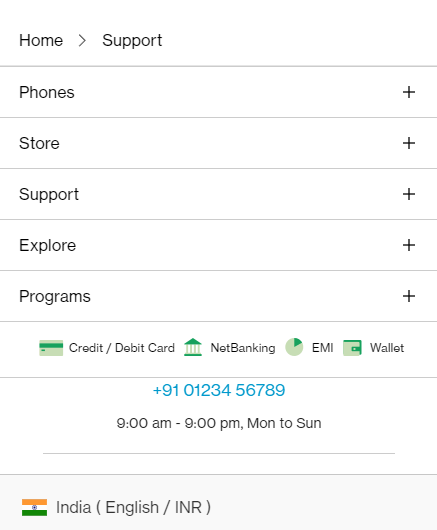 Home > Support
Phones +
Store +
Support +
Explore +
Programs +
Credit / Debit Card NetBanking EMI Wallet
+91 01234 56789
9:00 am - 9:00 pm, Mon to Sun
India ( English / INR )